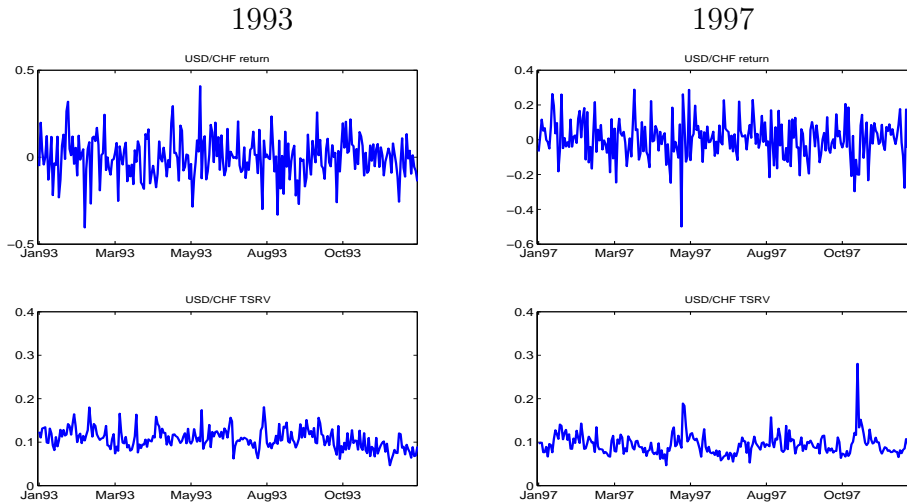 1993
1997
USD/CHF return
USD/CHF return
0.5
0
−0.5
Jan93 Mar93 May93 Aug93 Oct93
0.4
0.2
0
−0.2
−0.4
−0.6
Jan97 Mar97 May97 Aug97 Oct97
USD/CHF TSRV
USD/CHF TSRV
0.4
0.3
0.2
0.1
0
Jan93 Mar93 May93 Aug93 Oct93
0.4
0.3
0.2
0.1
0
Jan97 Mar97 May97 Aug97 Oct97